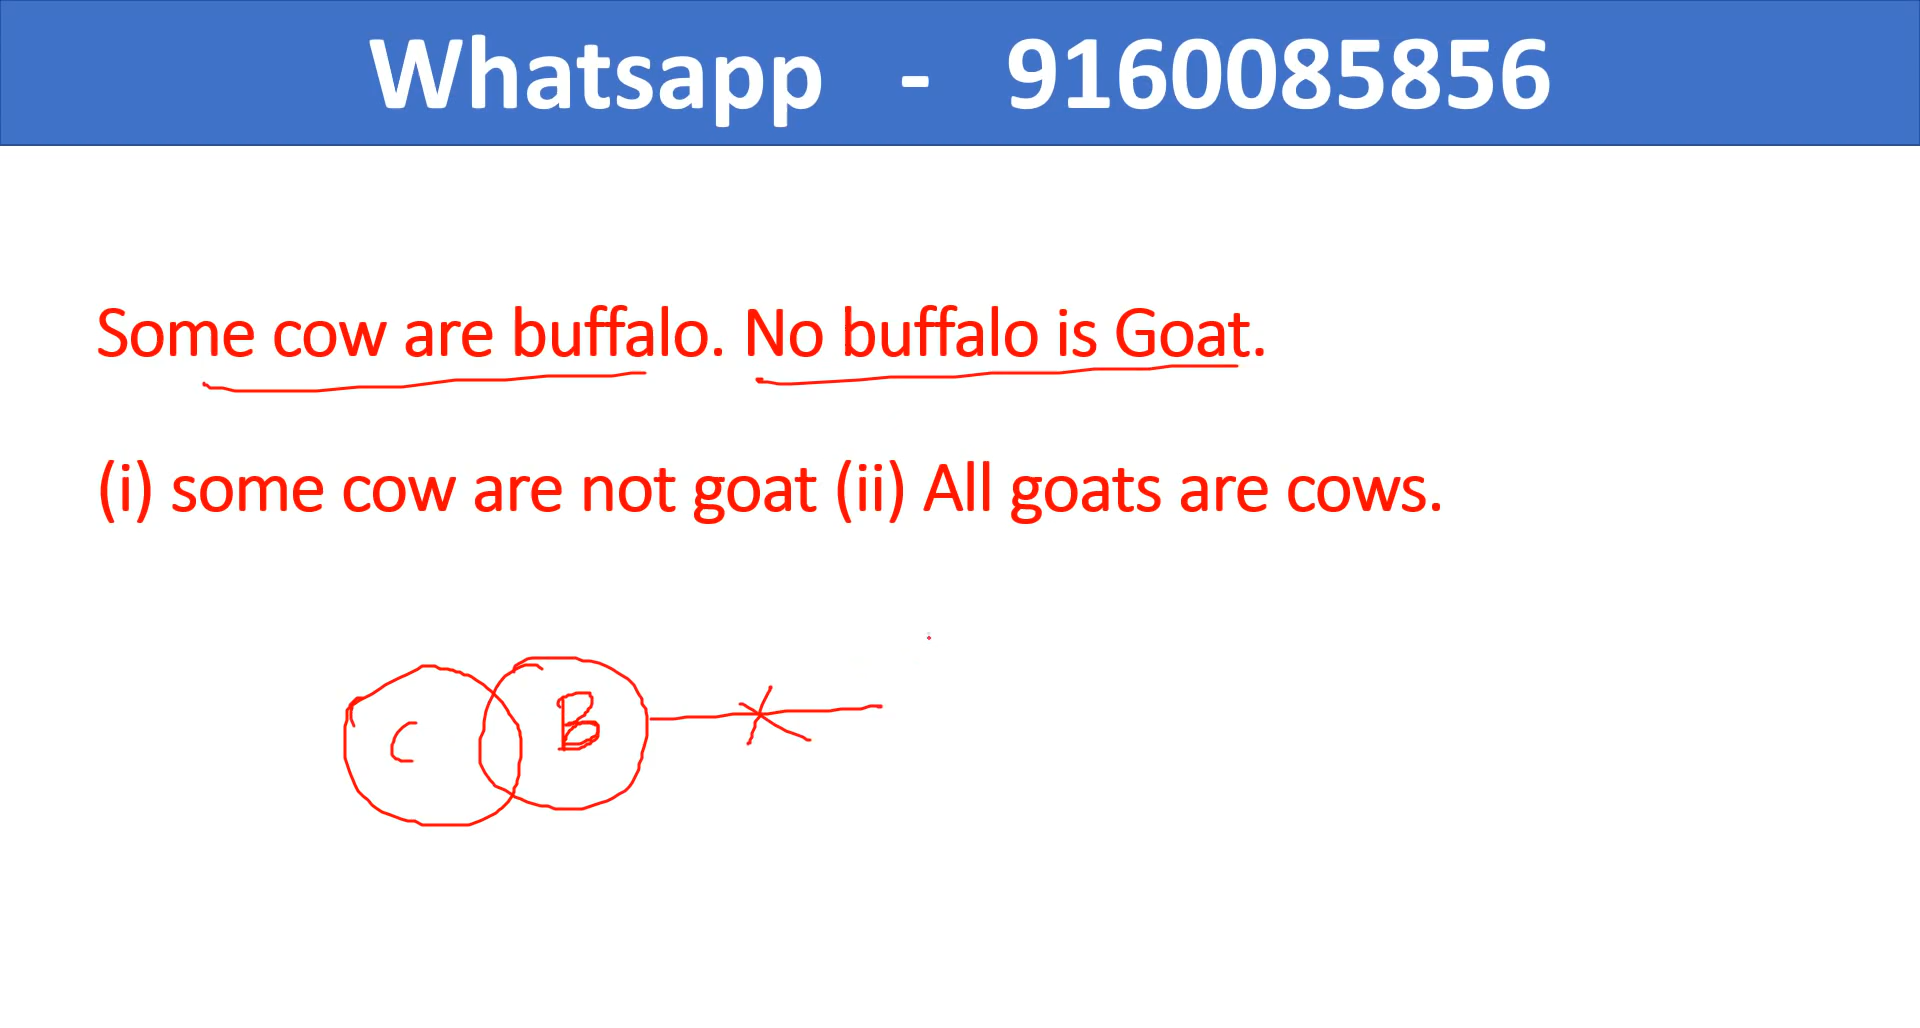 Whatsapp - 9160085856
Some cow are buffalo. No buffalo is Goat.
(i) some cow are not goat (ii) All goats are cows.
C B